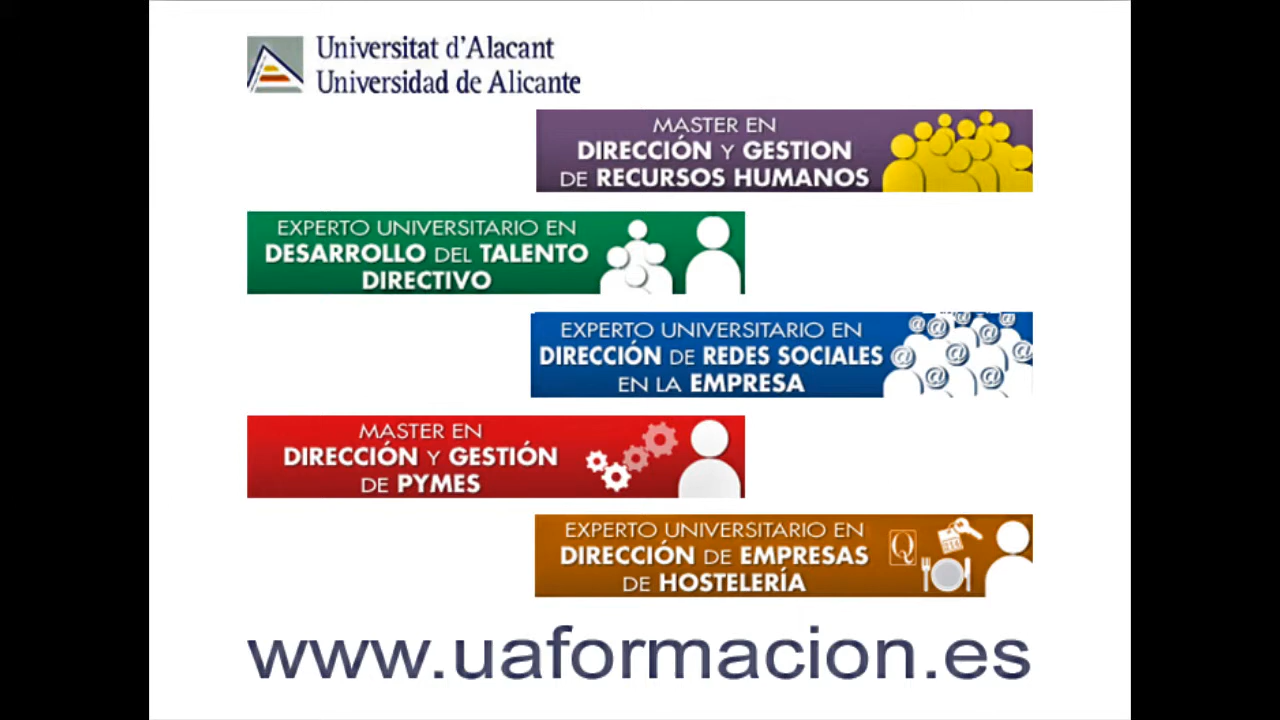 Universitat d'Alacant
Universidad de Alicante
MASTER EN
DIRECCIÓN Y GESTION
DE RECURSOS HUMANOS
EXPERTO UNIVERSITARIO EN
DESARROLLO DEL TALENTO
DIRECTIVO
EXPERTO UNIVERSITARIO EN
DIRECCIÓN DE REDES SOCIALES
EN LA EMPRESA
MASTER EN
DIRECCIÓN Y GESTIÓN
DE PYMES
EXPERTO UNIVERSITARIO EN
DIRECCIÓN DE EMPRESAS
DE HOSTELERÍA
www.uaformacion.es